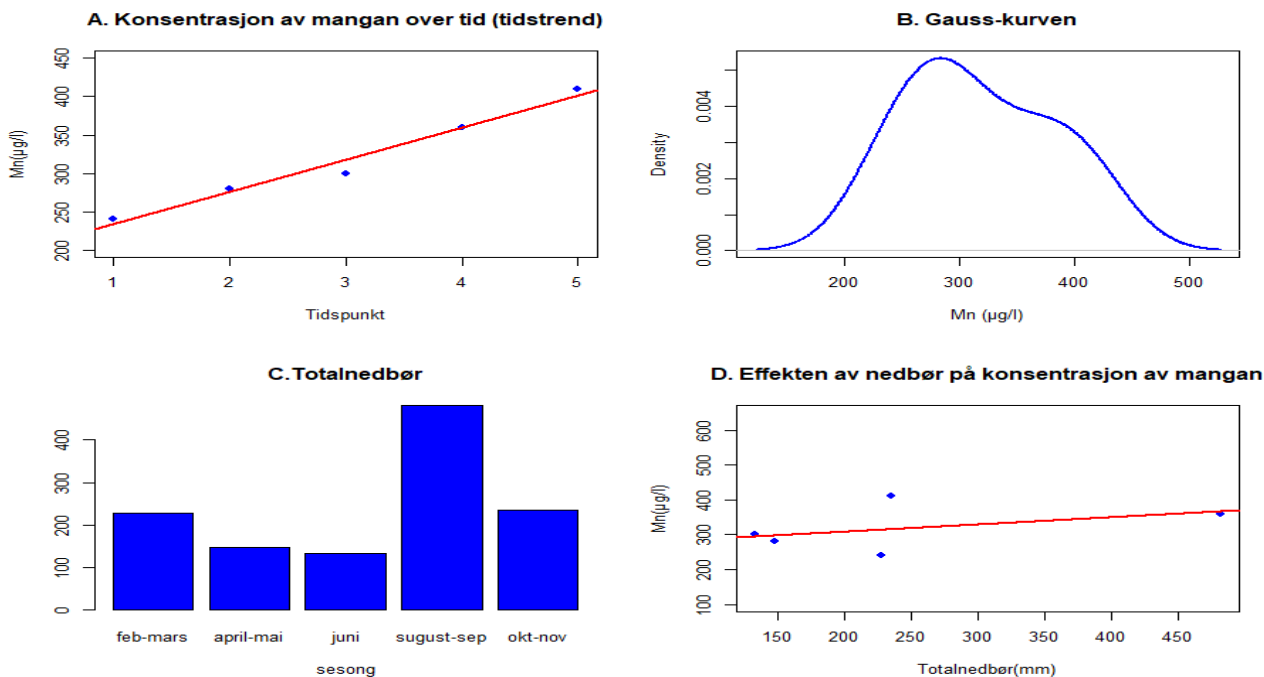 A. Konsentrasjon av mangan over tid (tidstrend)
Mn(µg/l)
450
400
350
300
250
200
1 2 3 4 5
Tidspunkt
B. Gauss-kurven
Density
0.004
0.002
0.000
200 300 400 500
Mn (µg/l)
C.Totalnedbør
400
300
200
100
0
feb-mars april-mai juni sugust-sep okt-nov
sesong
D. Effekten av nedbør på konsentrasjon av mangan
Mn(µg/l)
600
500
400
300
200
100
150 200 250 300 350 400 450
Totalnedbør(mm)